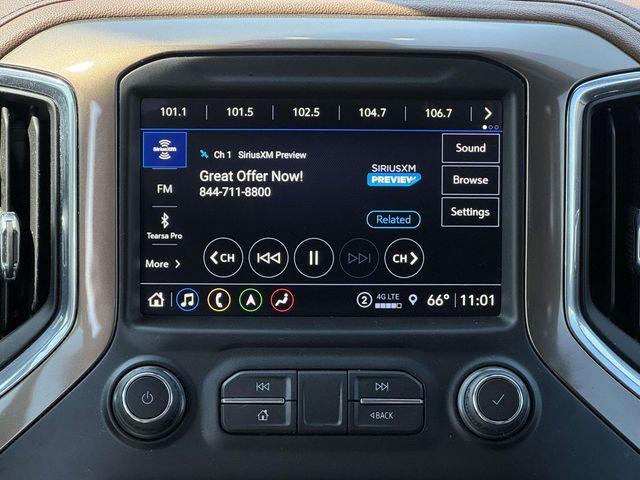 101.1 101.5 102.5 104.7 106.7
SiriusXM
Ch 1 SiriusXM Preview
Great Offer Now!
844-711-8800
SIRIUSXM
PREVIEW
Related
Sound
Browse
Settings
FM
Tearsa Pro
More
CH
CH
2 4G LTE 66° 11:01
BACK